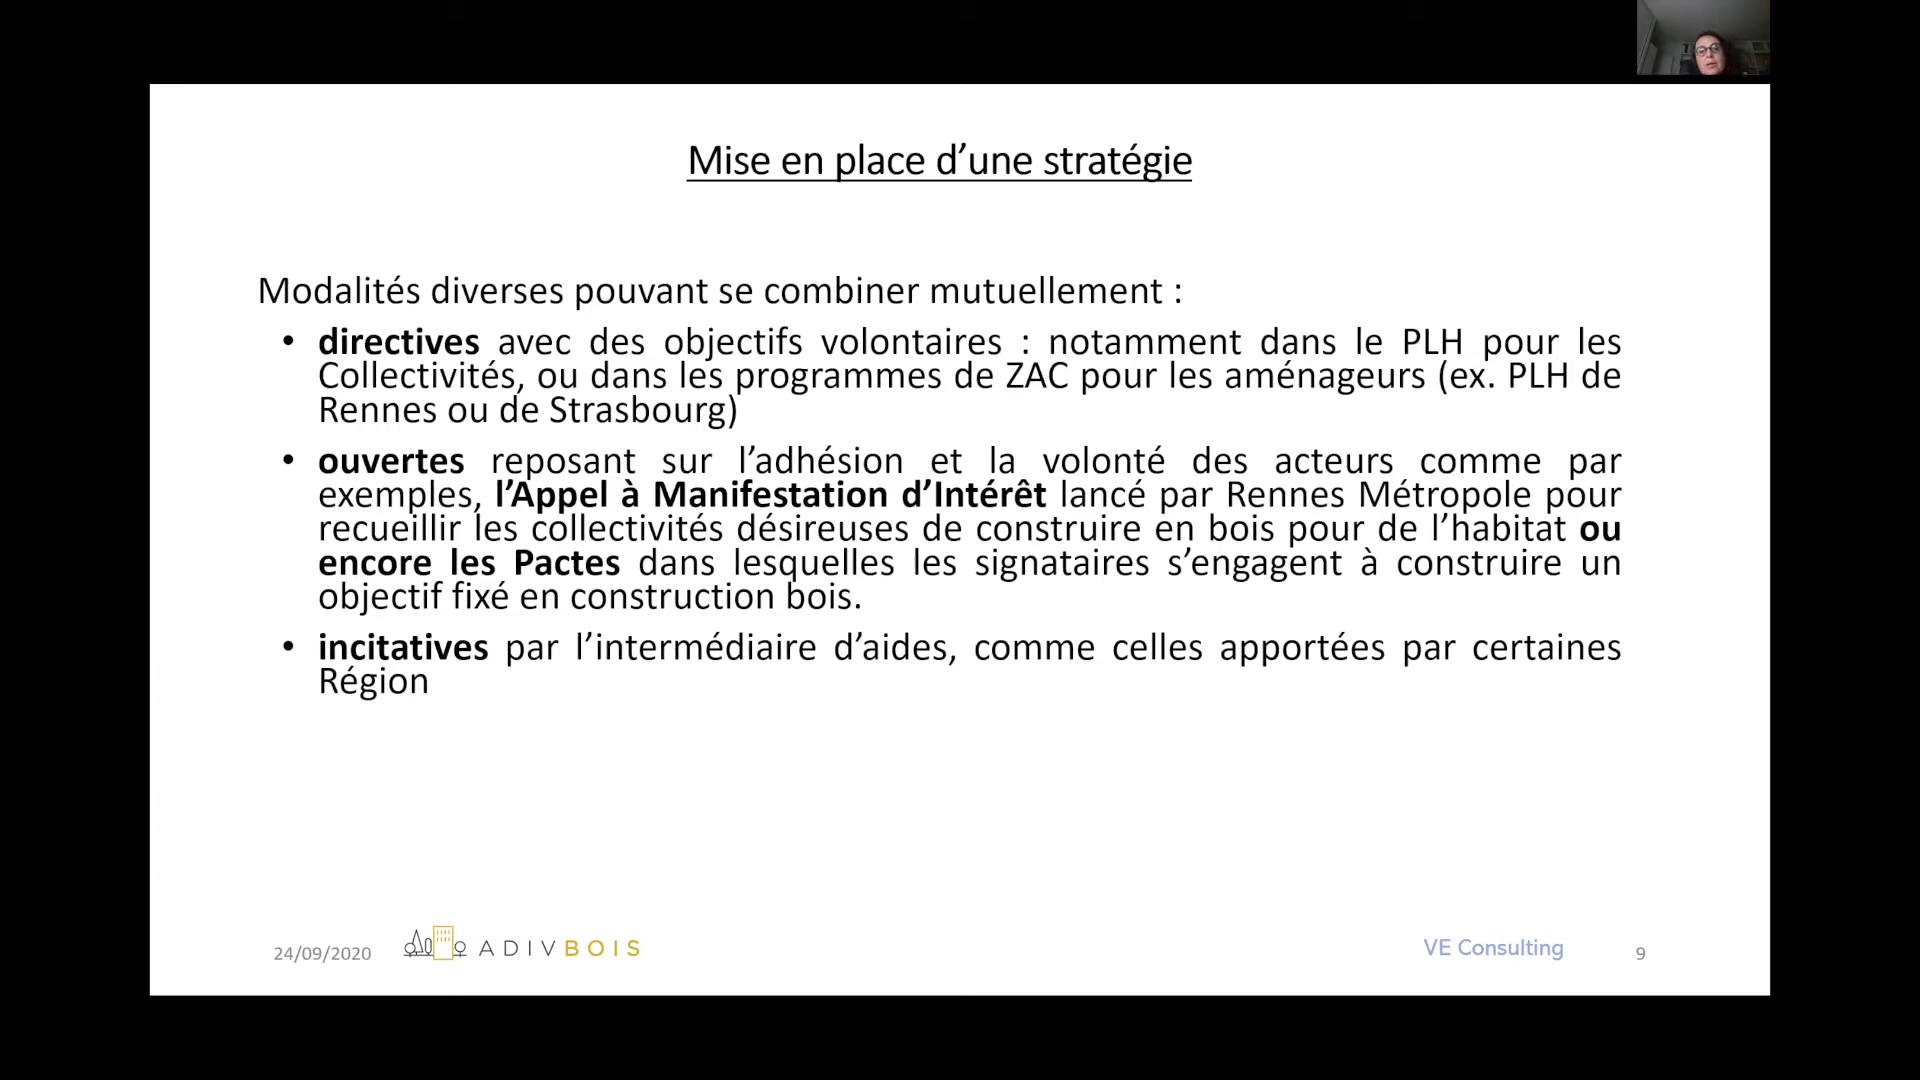 Mise en place d’une stratégie
Modalités diverses pouvant se combiner mutuellement :
• directives avec des objectifs volontaires : notamment dans le PLH pour les
Collectivités, ou dans les programmes de ZAC pour les aménageurs (ex. PLH de
Rennes ou de Strasbourg)
• ouvertes reposant sur l’adhésion et la volonté des acteurs comme par
exemples, l’Appel à Manifestation d’Intérêt lancé par Rennes Métropole pour
recueillir les collectivités désireuses de construire en bois pour de l’habitat ou
encore les Pactes dans lesquelles les signataires s’engagent à construire un
objectif fixé en construction bois.
• incitatives par l’intermédiaire d’aides, comme celles apportées par certaines
Région
24/09/2020
ADIVBOIS
VE Consulting
9